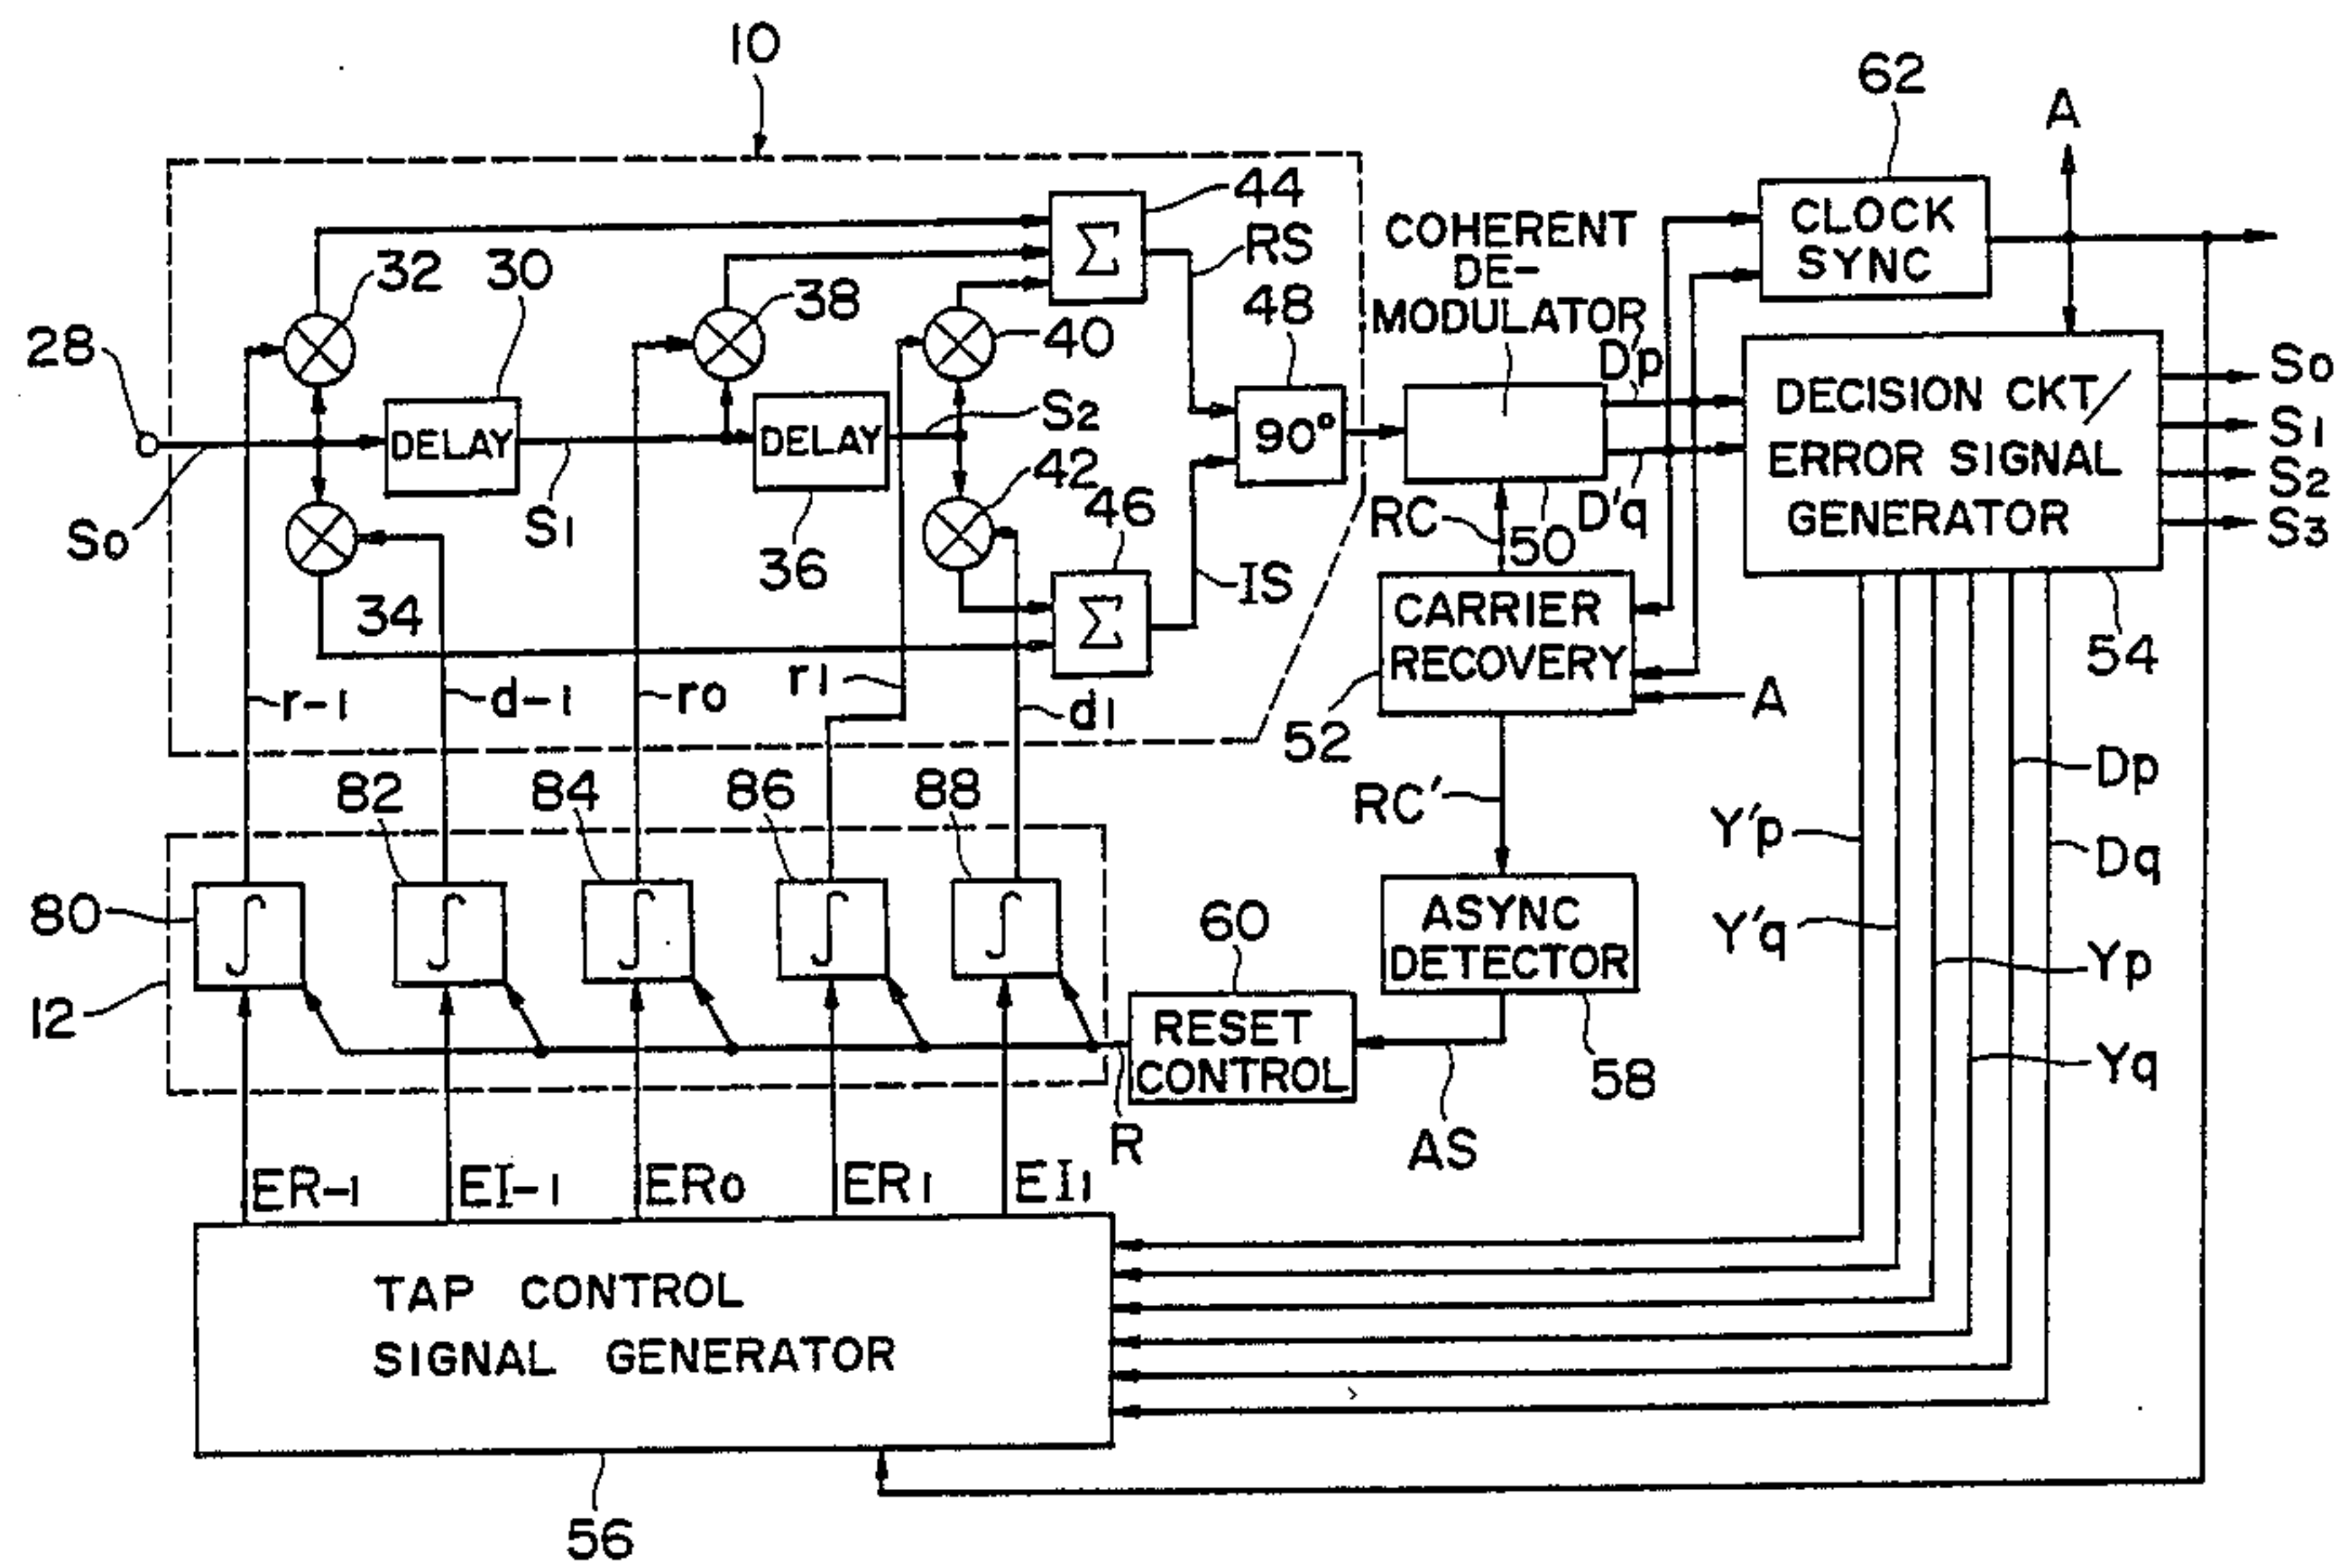 10
62
A
44
CLOCK
SYNC
COHERENT
DE-
MODULATOR
RS
32
30
38
40
48
28
Σ
D'p
S0
DECISION CKT/
ERROR SIGNAL
GENERATOR
S0
S1
S2
S3
DELAY
DELAY
S2
90°
42
46
S1
36
RC
50
D'q
34
Σ
IS
CARRIER
RECOVERY
54
r-1
d-1
r0
r1
d1
52
A
Dp
82
84
86
88
RC'
Y'p
Dq
80
∫
∫
∫
∫
∫
60
ASYNC
DETECTOR
Y'q
Yp
12
RESET
CONTROL
58
Yq
R
AS
ER-1
EI-1
ER0
ER1
EI1
TAP CONTROL
SIGNAL GENERATOR
56